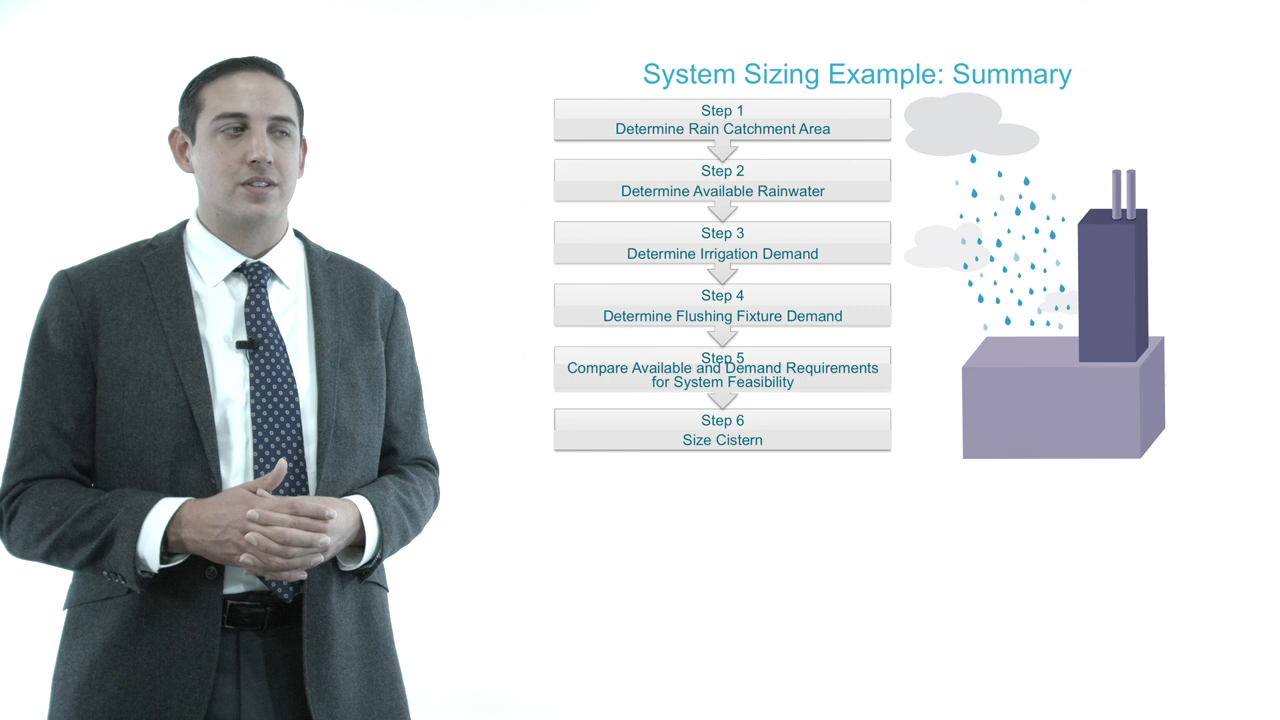 System Sizing Example: Summary
Step 1
Determine Rain Catchment Area
Step 2
Determine Available Rainwater
Step 3
Determine Irrigation Demand
Step 4
Determine Flushing Fixture Demand
Step 5
Compare Available and Demand Requirements
for System Feasibility
Step 6
Size Cistern